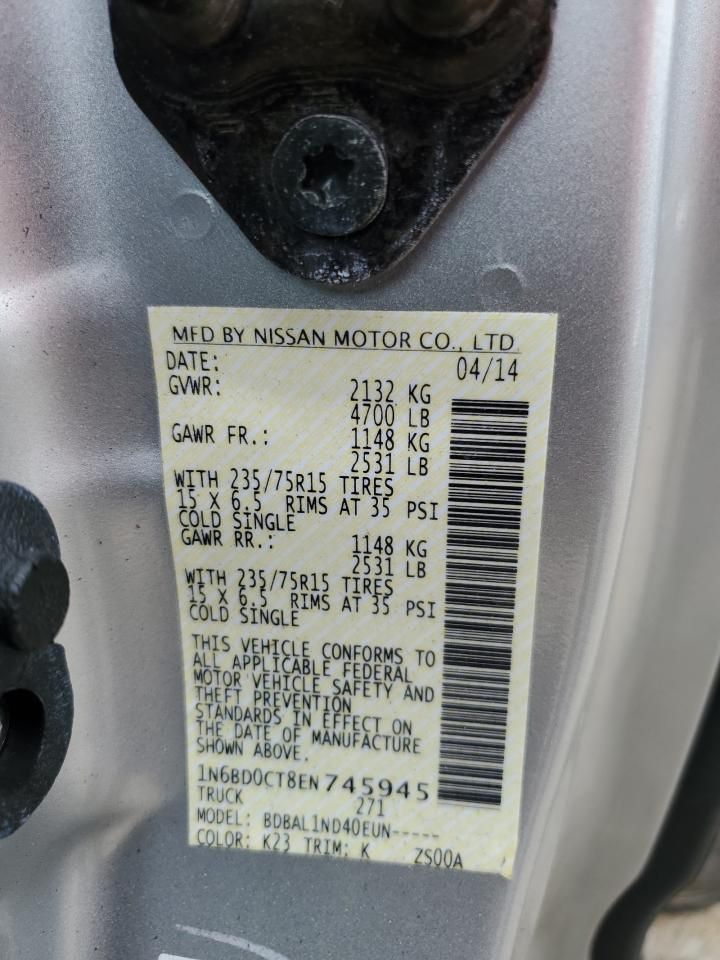 MFD BY NISSAN MOTOR CO., LTD
DATE: 04/14
GVWR: 2132 KG
4700 LB
GAWR FR.: 1148 KG
2531 LB
WITH 235/75R15 TIRES
15 X 6.5 RIMS AT 35 PSI
COLD SINGLE
GAWR RR.: 1148 KG
2531 LB
WITH 235/75R15 TIRES
15 X 6.5 RIMS AT 35 PSI
COLD SINGLE
THIS VEHICLE CONFORMS TO
ALL APPLICABLE FEDERAL
MOTOR VEHICLE SAFETY AND
THEFT PREVENTION
STANDARDS IN EFFECT ON
THE DATE OF MANUFACTURE
SHOWN ABOVE.
1N6BD0CT8EN745945
TRUCK 271
MODEL: BDBAL1ND40EUN-----
COLOR: K23 TRIM: K ZS00A